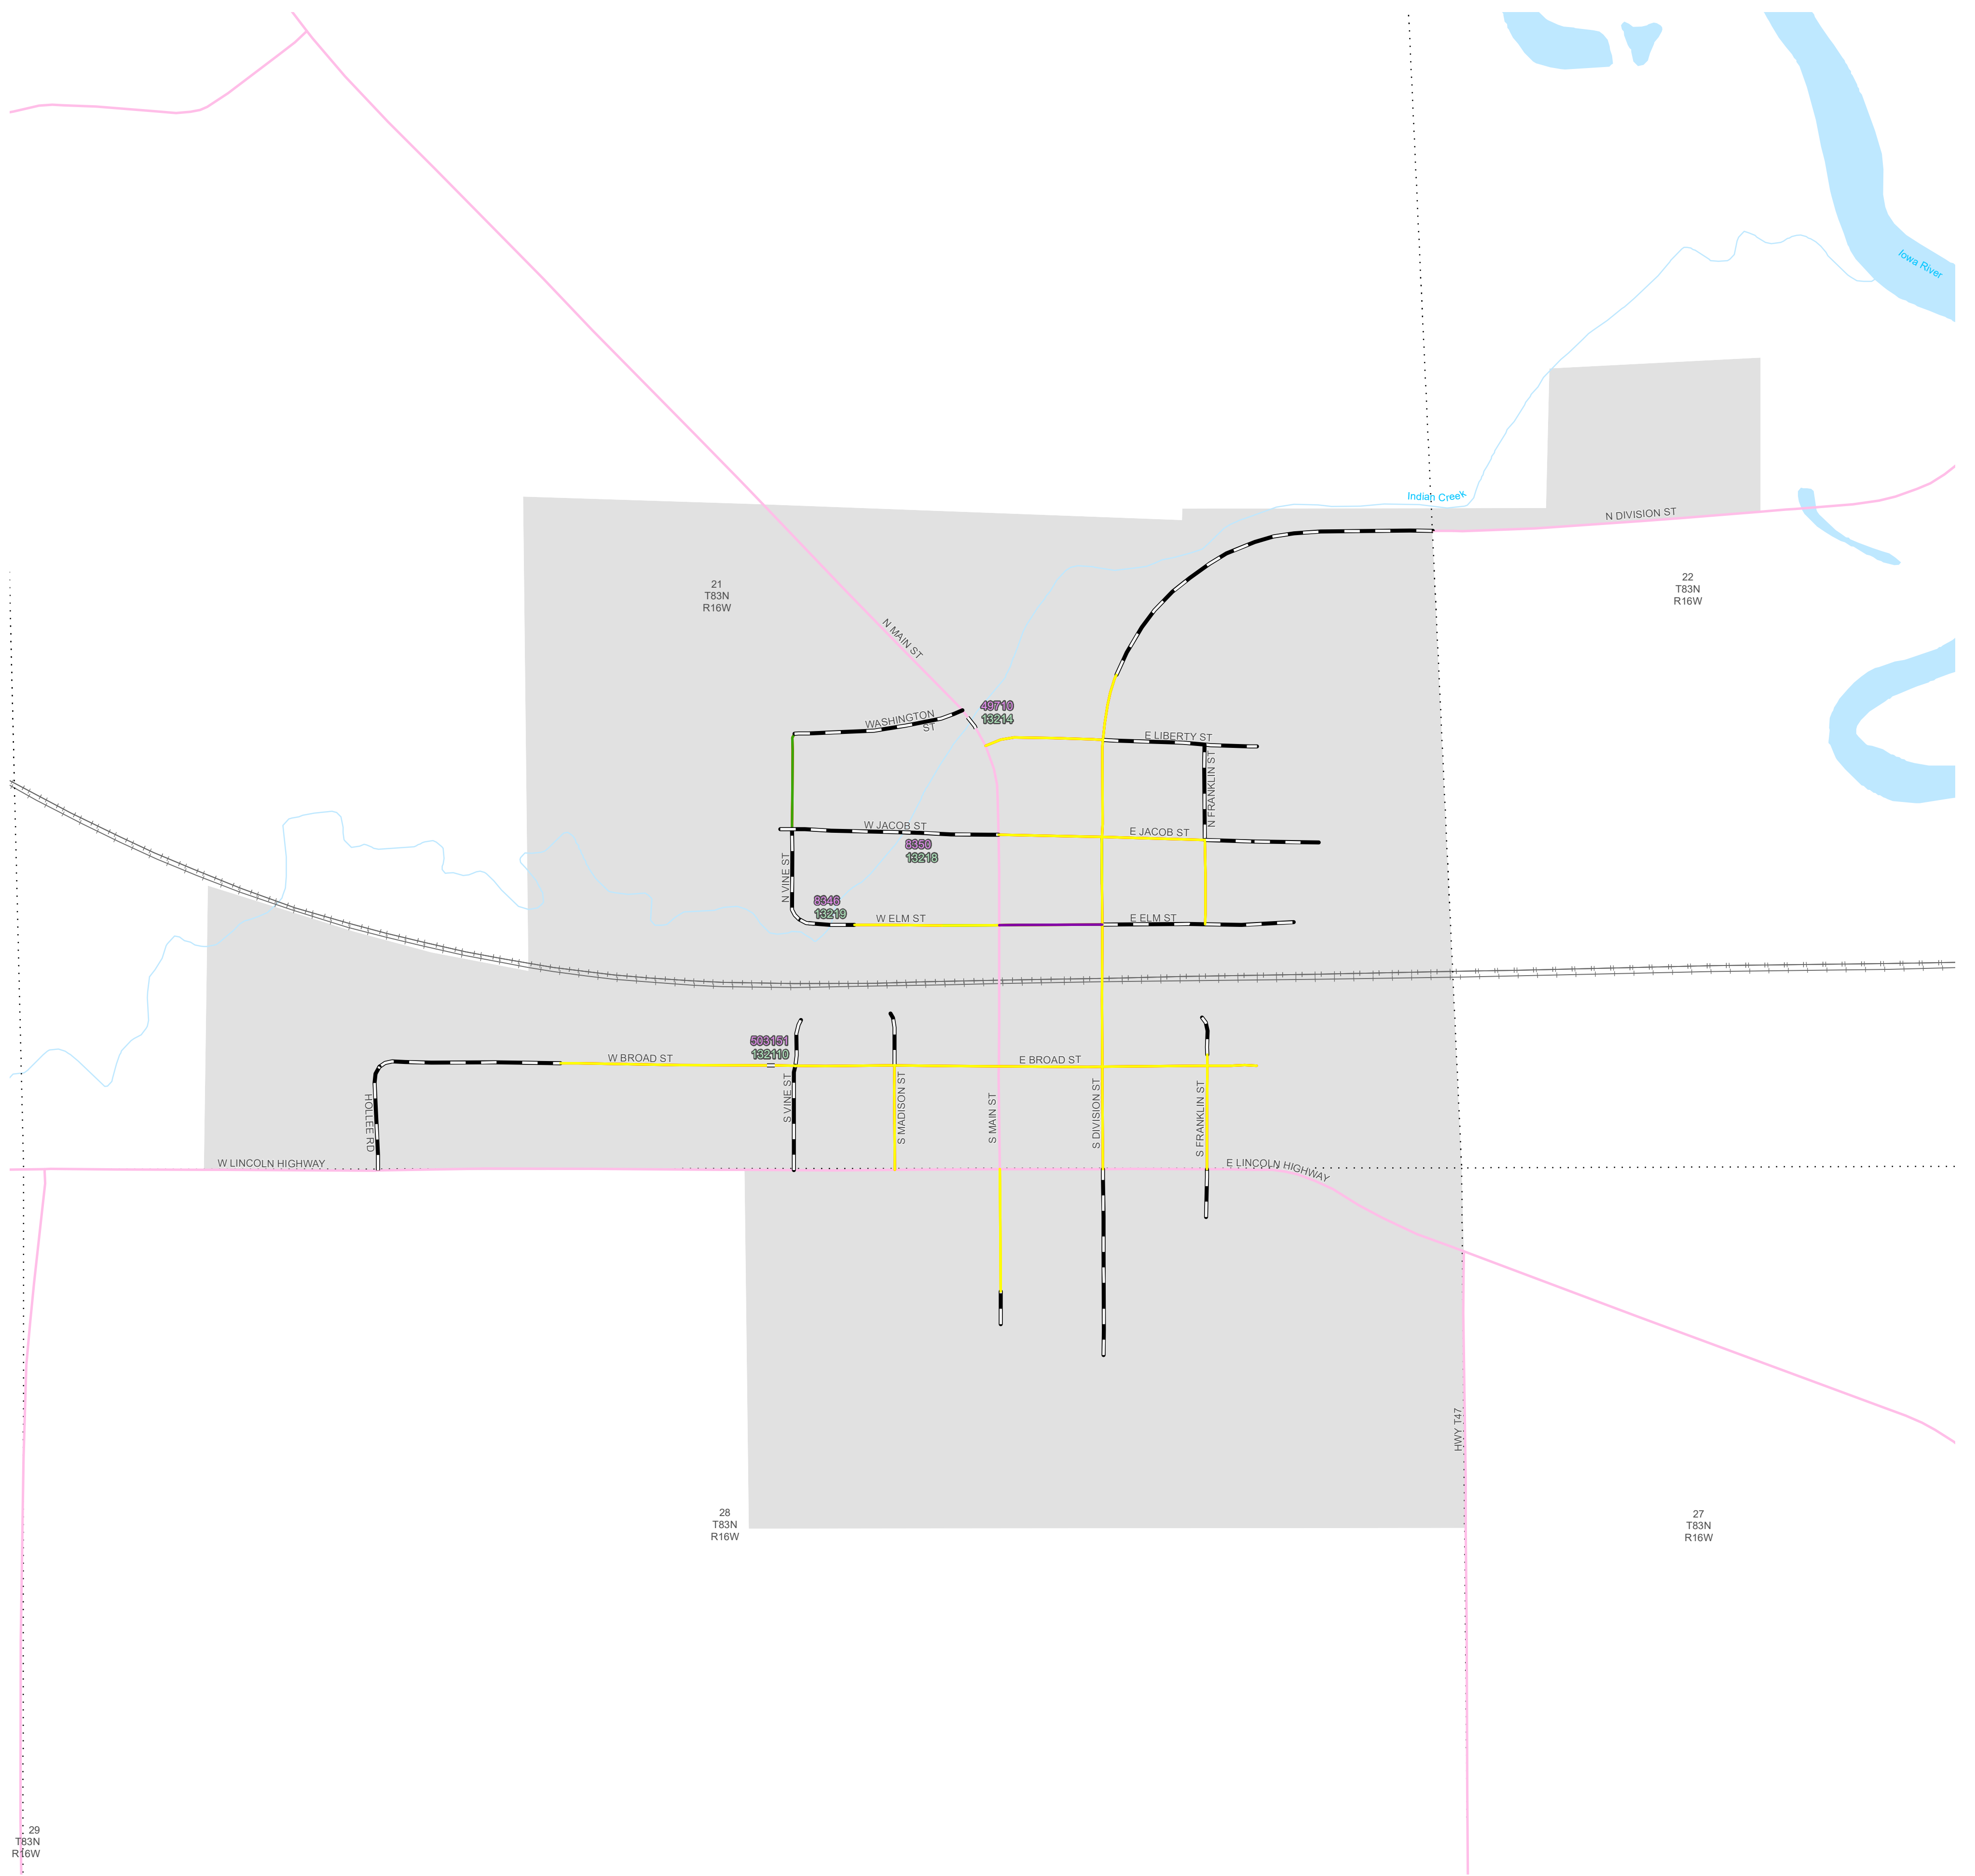 Iowa River
Indian Creek
N DIVISION ST
21
T83N
R16W
22
T83N
R16W
N MAIN ST
49710
13214
WASHINGTON
ST
E LIBERTY ST
N FRANKLIN ST
W JACOB ST
E JACOB ST
8350
13218
N VINE ST
8346
13219
W ELM ST
E ELM ST
503151
132110
W BROAD ST
E BROAD ST
HOLLEE RD
S VINE ST
S MADISON ST
S MAIN ST
S DIVISION ST
S FRANKLIN ST
W LINCOLN HIGHWAY
E LINCOLN HIGHWAY
HWY T47
28
T83N
R16W
27
T83N
R16W
29
T83N
R16W